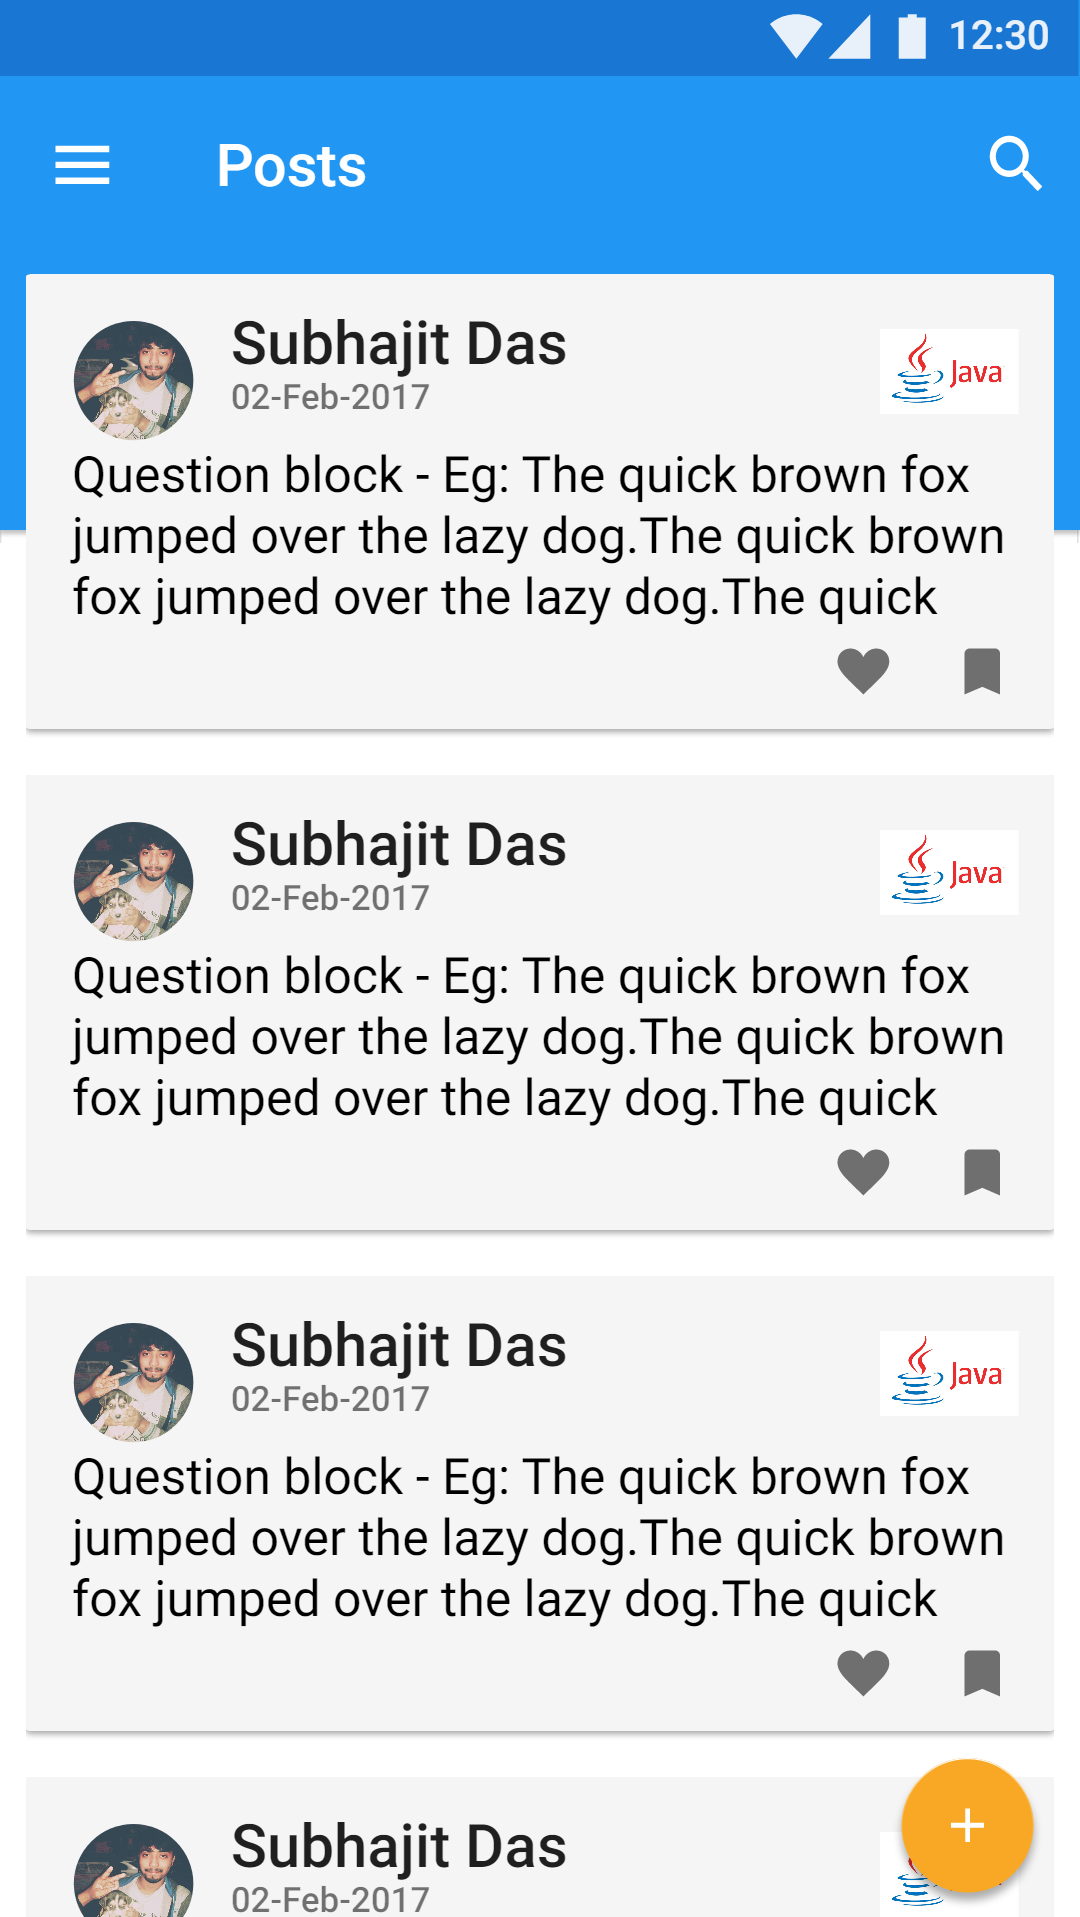 12:30
Posts
Subhajit Das
02-Feb-2017
Java
Question block - Eg: The quick brown fox
jumped over the lazy dog.The quick brown
fox jumped over the lazy dog.The quick
Subhajit Das
02-Feb-2017
Java
Question block - Eg: The quick brown fox
jumped over the lazy dog.The quick brown
fox jumped over the lazy dog.The quick
Subhajit Das
02-Feb-2017
Java
Question block - Eg: The quick brown fox
jumped over the lazy dog.The quick brown
fox jumped over the lazy dog.The quick
Subhajit Das
02-Feb-2017